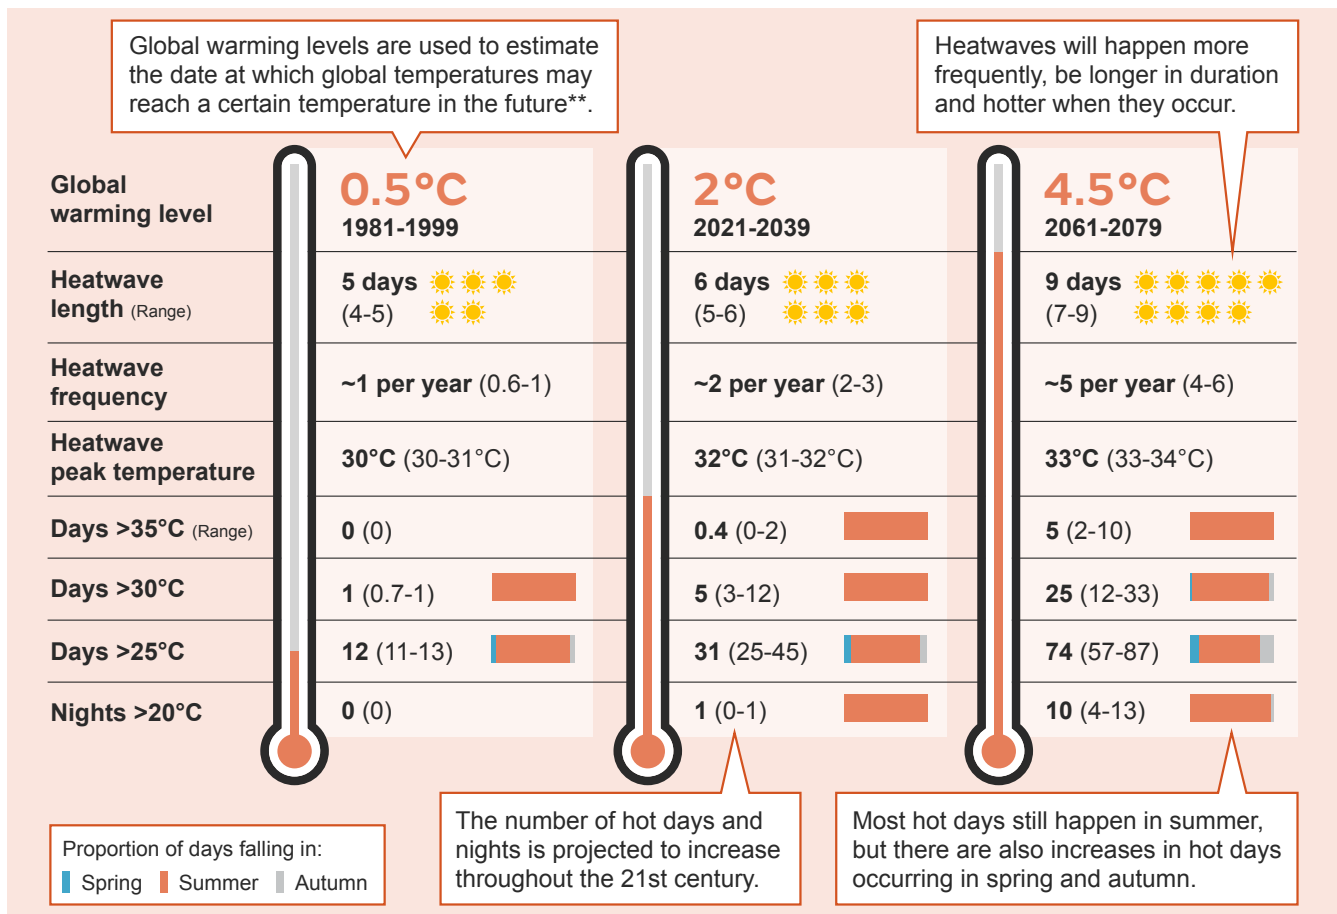 Global warming levels are used to estimate
the date at which global temperatures may
reach a certain temperature in the future**.
Heatwaves will happen more
frequently, be longer in duration
and hotter when they occur.
Global
warming level
0.5°C
1981-1999
2°C
2021-2039
4.5°C
2061-2079
Heatwave
length (Range)
5 days
(4-5)
6 days
(5-6)
9 days
(7-9)
Heatwave
frequency
~1 per year (0.6-1)
~2 per year (2-3)
~5 per year (4-6)
Heatwave
peak temperature
30°C (30-31°C)
32°C (31-32°C)
33°C (33-34°C)
Days >35°C (Range)
0 (0)
0.4 (0-2)
5 (2-10)
Days >30°C
1 (0.7-1)
5 (3-12)
25 (12-33)
Days >25°C
12 (11-13)
31 (25-45)
74 (57-87)
Nights >20°C
0 (0)
1 (0-1)
10 (4-13)
Proportion of days falling in:
Spring Summer Autumn
The number of hot days and
nights is projected to increase
throughout the 21st century.
Most hot days still happen in summer,
but there are also increases in hot days
occurring in spring and autumn.